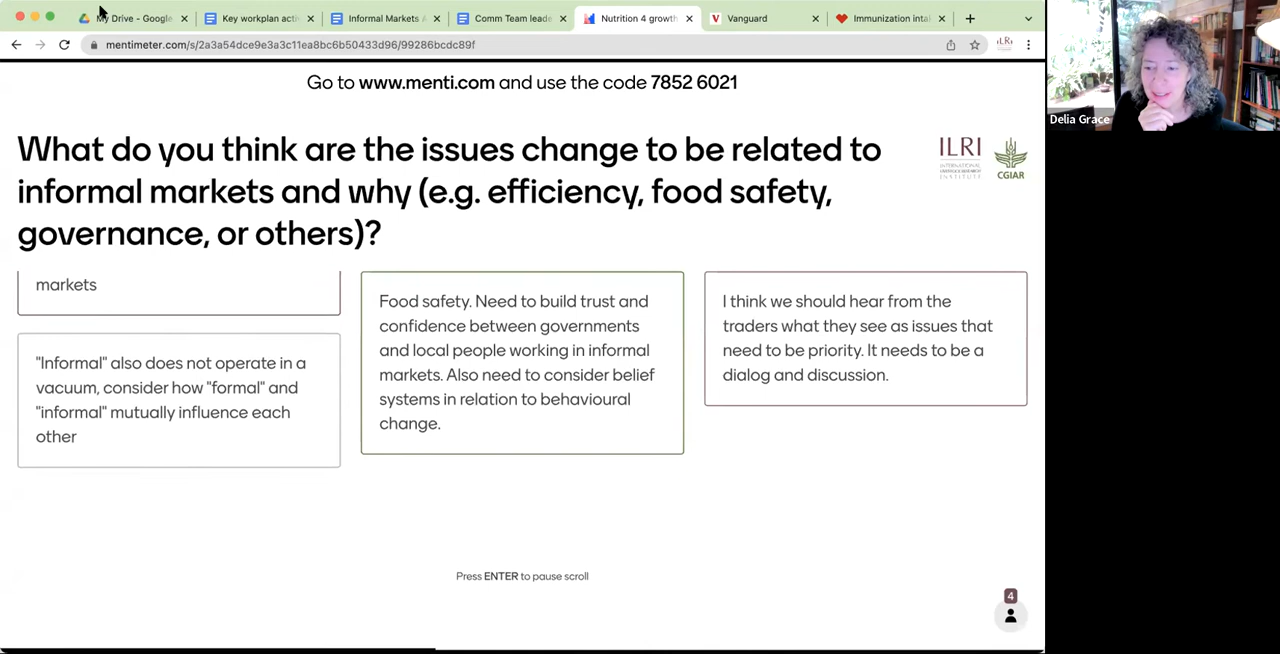 My Drive - Google
Key workplan acti
Informal Markets A
Comm Team leade
Nutrition 4 growth
Vanguard
Immunization inta
mentimeter.com/s/2a3a54dce9e3a3c11ea8bc6b50433d96/99286bcdc89f
ILRI
Go to www.menti.com and use the code 7852 6021
Delia Grace
What do you think are the issues change to be related to
informal markets and why (e.g. efficiency, food safety,
governance, or others)?
ILRI
INTERNATIONAL
LIVESTOCK RESEARCH
INSTITUTE
CGIAR
markets
"Informal" also does not operate in a
vacuum, consider how "formal" and
"informal" mutually influence each
other
Food safety. Need to build trust and
confidence between governments
and local people working in informal
markets. Also need to consider belief
systems in relation to behavioural
change.
I think we should hear from the
traders what they see as issues that
need to be priority. It needs to be a
dialog and discussion.
Press ENTER to pause scroll
4